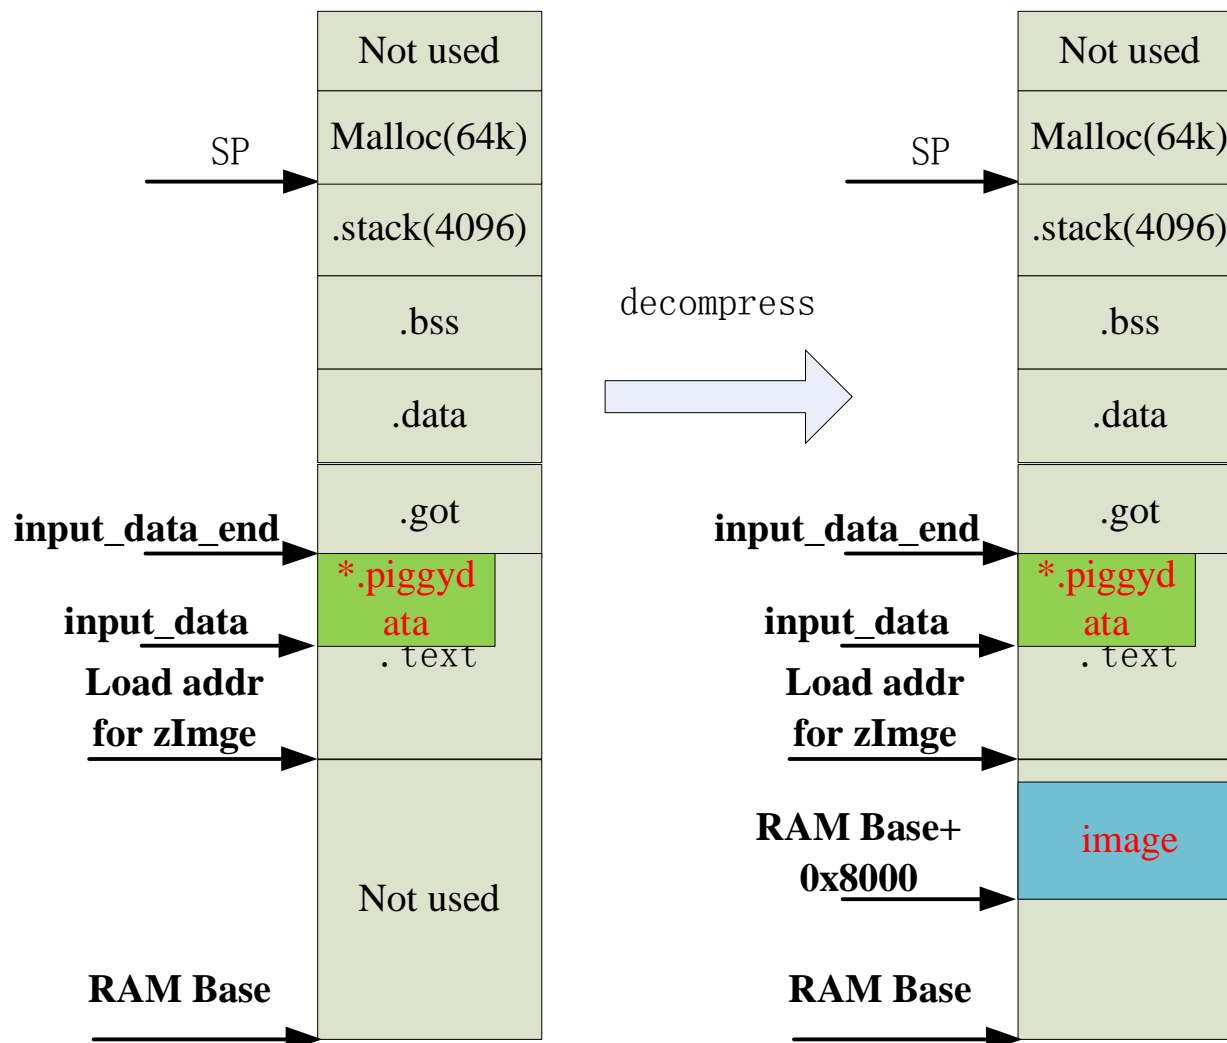 Not used
Malloc(64k)
SP
.stack(4096)
.bss
.data
.got
input_data_end
*.piggyd
ata
input_data
.text
Load addr
for zImge
Not used
RAM Base
decompress
Not used
Malloc(64k)
SP
.stack(4096)
.bss
.data
.got
input_data_end
*.piggyd
ata
input_data
.text
Load addr
for zImge
RAM Base+
0x8000
image
RAM Base